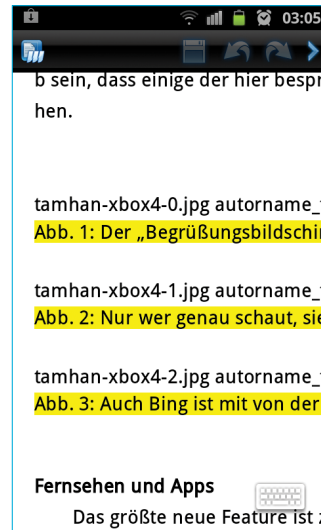 03:05
b sein, dass einige der hier bespr
hen.
tamhan-xbox4-0.jpg autorname_
Abb. 1: Der „Begrüßungsbildschi
tamhan-xbox4-1.jpg autorname_
Abb. 2: Nur wer genau schaut, sie
tamhan-xbox4-2.jpg autorname_
Abb. 3: Auch Bing ist mit von der
Fernsehen und Apps
Das größte neue Feature ist